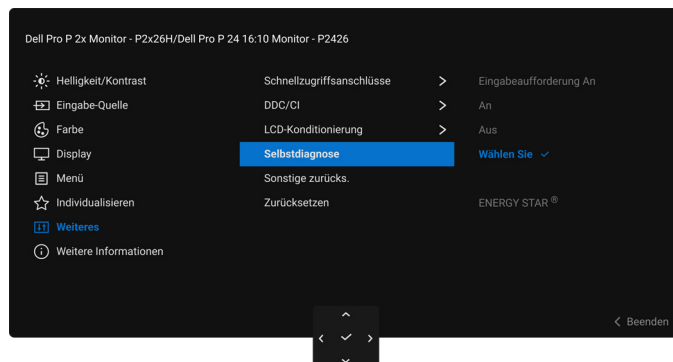 Dell Pro P 2x Monitor - P2x26H/Dell Pro P 24 16:10 Monitor - P2426
Helligkeit/Kontrast Schnellzugriffsanschlüsse Eingabeaufforderung An
Eingabe-Quelle DDC/CI An
Farbe LCD-Konditionierung Aus
Display Selbstdiagnose Wählen Sie
Menü Sonstige zurücks.
Individualisieren Zurücksetzen ENERGY STAR ®
Weiteres
Weitere Informationen
Beenden